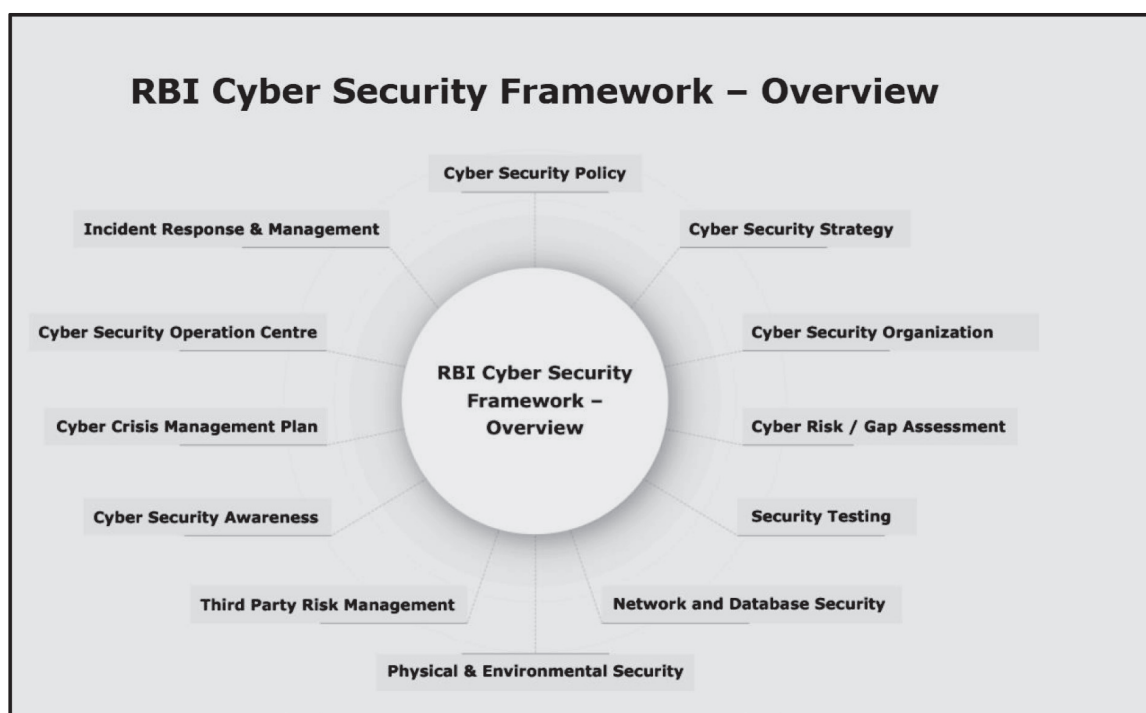 RBI Cyber Security Framework – Overview
Cyber Security Policy
Incident Response & Management
Cyber Security Strategy
Cyber Security Operation Centre
Cyber Security Organization
RBI Cyber Security
Framework –
Overview
Cyber Crisis Management Plan
Cyber Risk / Gap Assessment
Cyber Security Awareness
Security Testing
Third Party Risk Management
Network and Database Security
Physical & Environmental Security